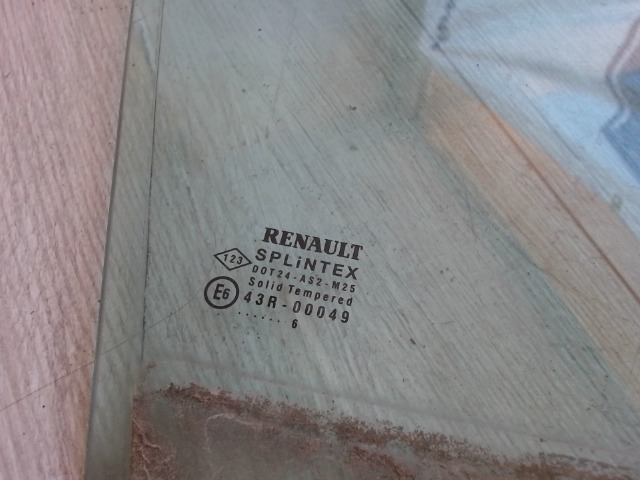 RENAULT
123 SPLiNTEX
DOT24-AS2-M25
Solid Tempered
E6 43R-00049
...... 6